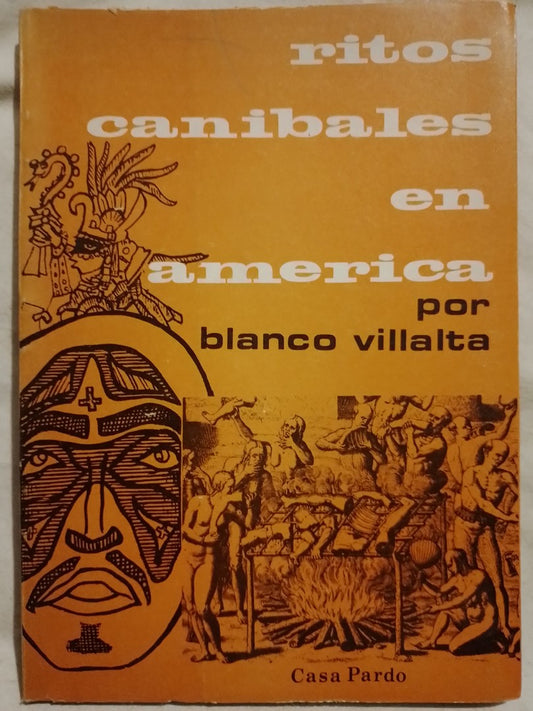 ritos
canibales
en
america
por
blanco villalta
Casa Pardo